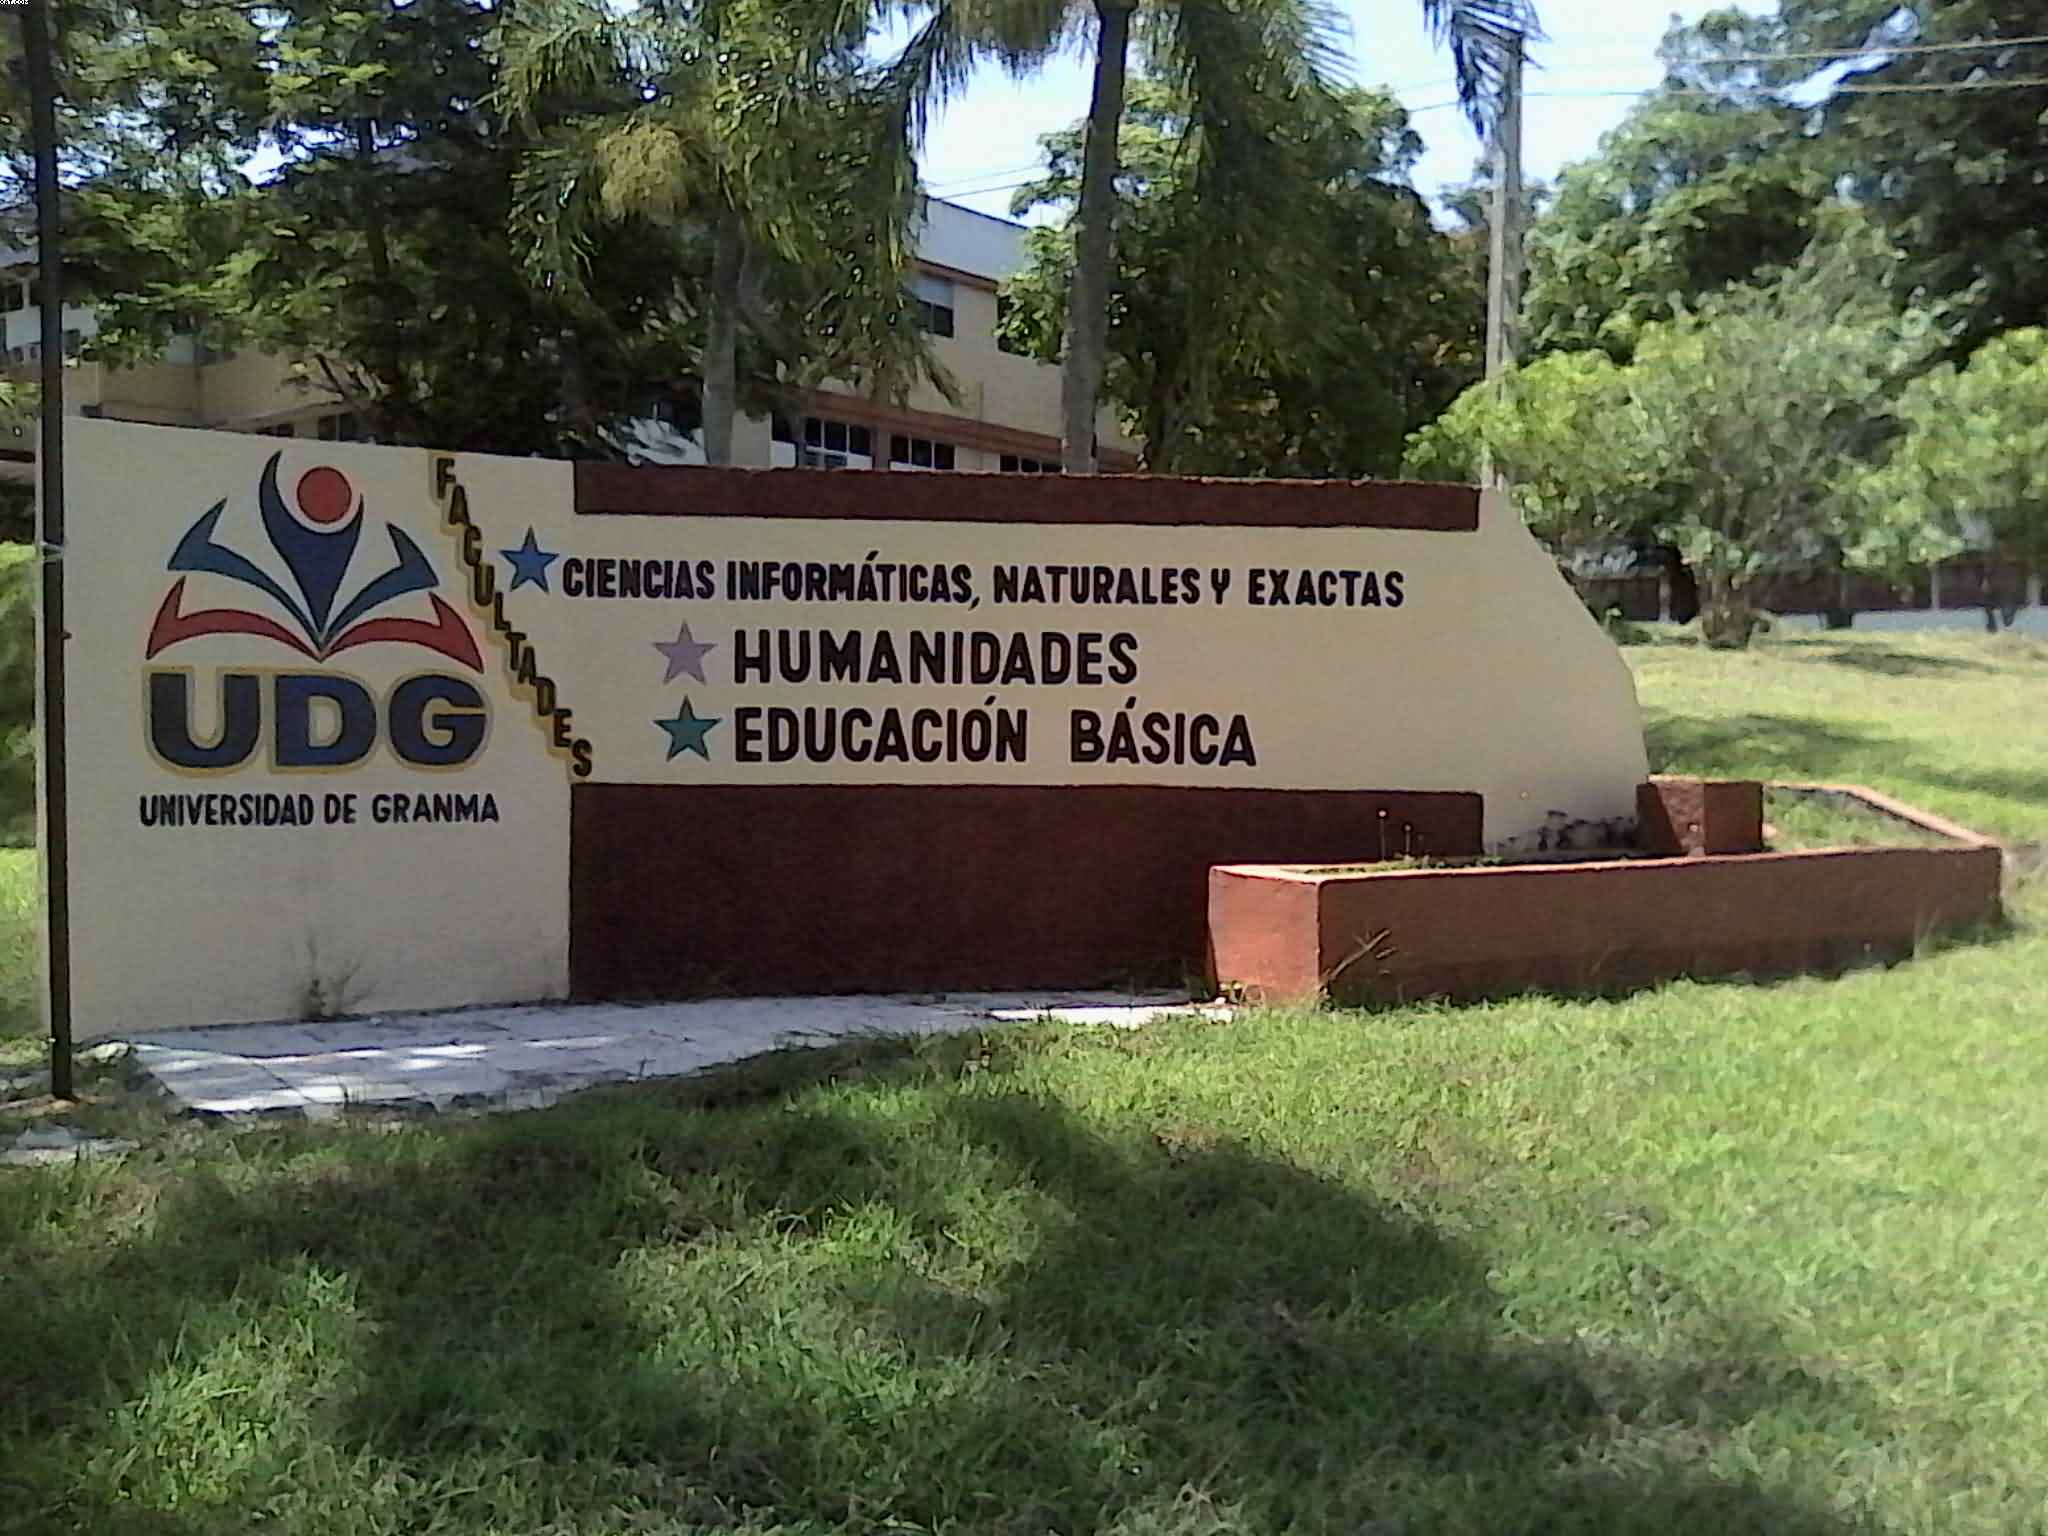 UDG
UNIVERSIDAD DE GRANMA
FACULTADES
CIENCIAS INFORMÁTICAS, NATURALES Y EXACTAS
HUMANIDADES
EDUCACIÓN BÁSICA